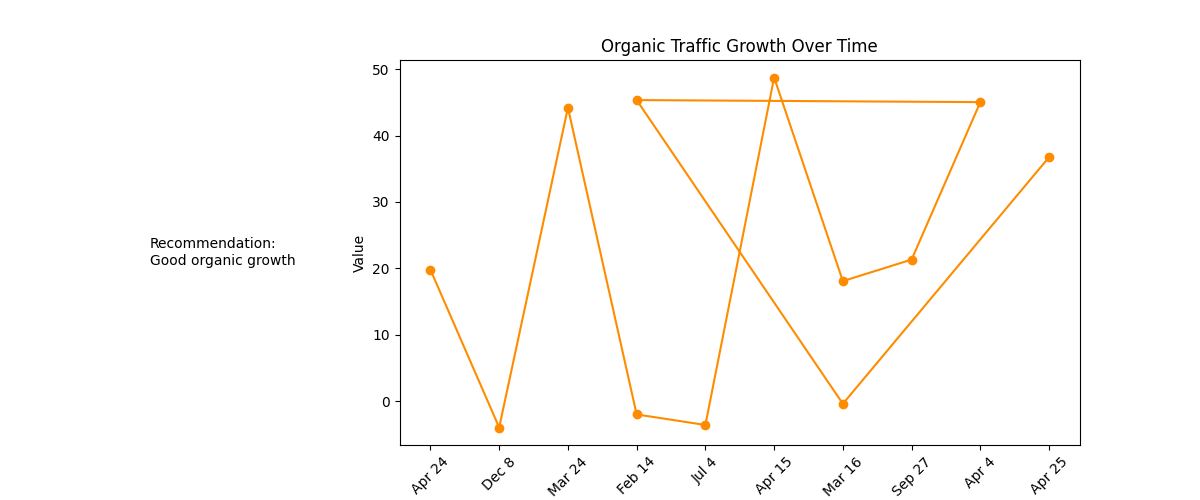 Organic Traffic Growth Over Time
Recommendation:
Good organic growth
Value
50
40
30
20
10
0
Apr 24
Dec 8
Mar 24
Feb 14
Jul 4
Apr 15
Mar 16
Sep 27
Apr 4
Apr 25